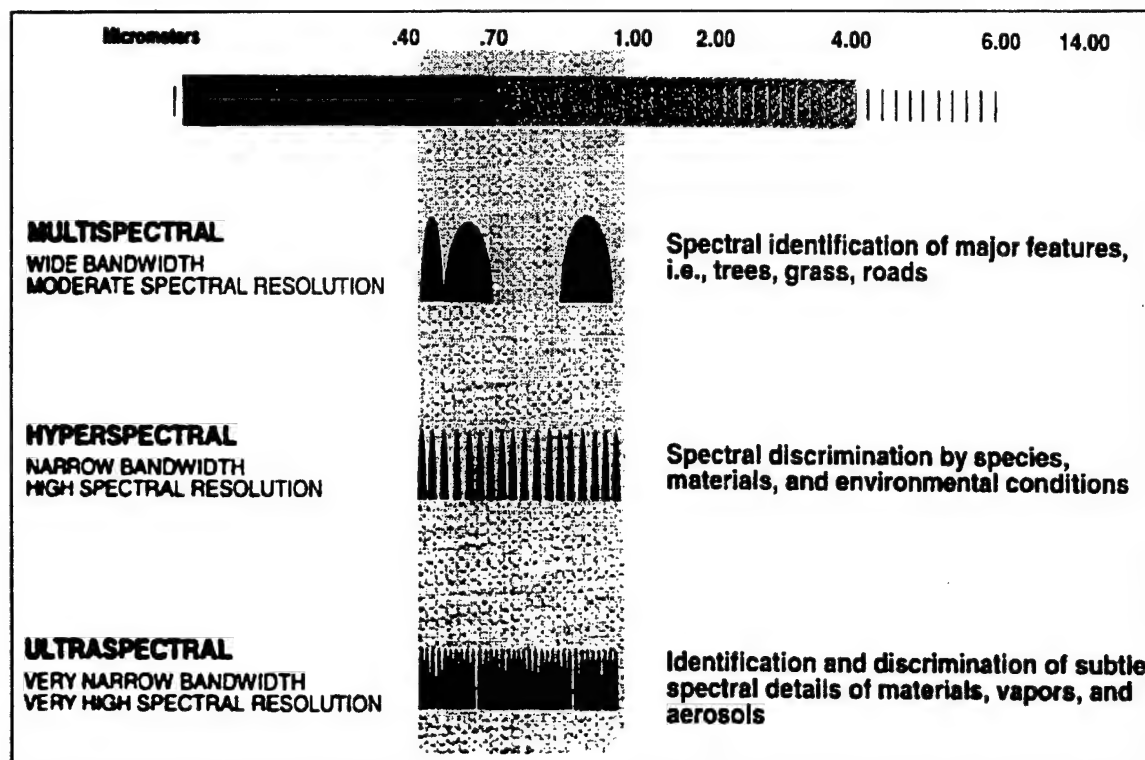 Micrometers .40 .70 1.00 2.00 4.00 6.00 14.00
MULTISPECTRAL
WIDE BANDWIDTH
MODERATE SPECTRAL RESOLUTION
Spectral identification of major features,
i.e., trees, grass, roads
HYPERSPECTRAL
NARROW BANDWIDTH
HIGH SPECTRAL RESOLUTION
Spectral discrimination by species,
materials, and environmental conditions
ULTRASPECTRAL
VERY NARROW BANDWIDTH
VERY HIGH SPECTRAL RESOLUTION
Identification and discrimination of subtle
spectral details of materials, vapors, and
aerosols